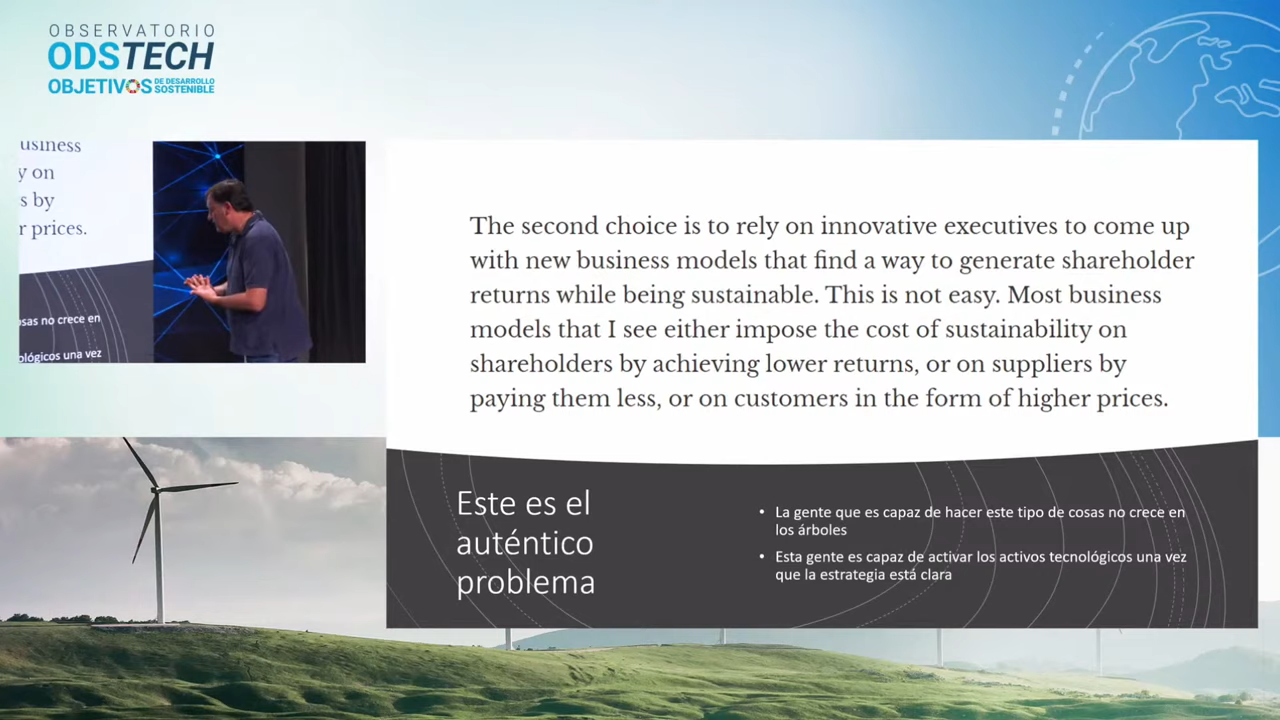 OBSERVATORIO
ODSTECH
OBJETIVOS DE DESARROLLO SOSTENIBLE
usiness
y on
s by
r prices.
osas no crece en
ológicos una vez
The second choice is to rely on innovative executives to come up
with new business models that find a way to generate shareholder
returns while being sustainable. This is not easy. Most business
models that I see either impose the cost of sustainability on
shareholders by achieving lower returns, or on suppliers by
paying them less, or on customers in the form of higher prices.
Este es el
auténtico
problema
• La gente que es capaz de hacer este tipo de cosas no crece en
los árboles
• Esta gente es capaz de activar los activos tecnológicos una vez
que la estrategia está clara